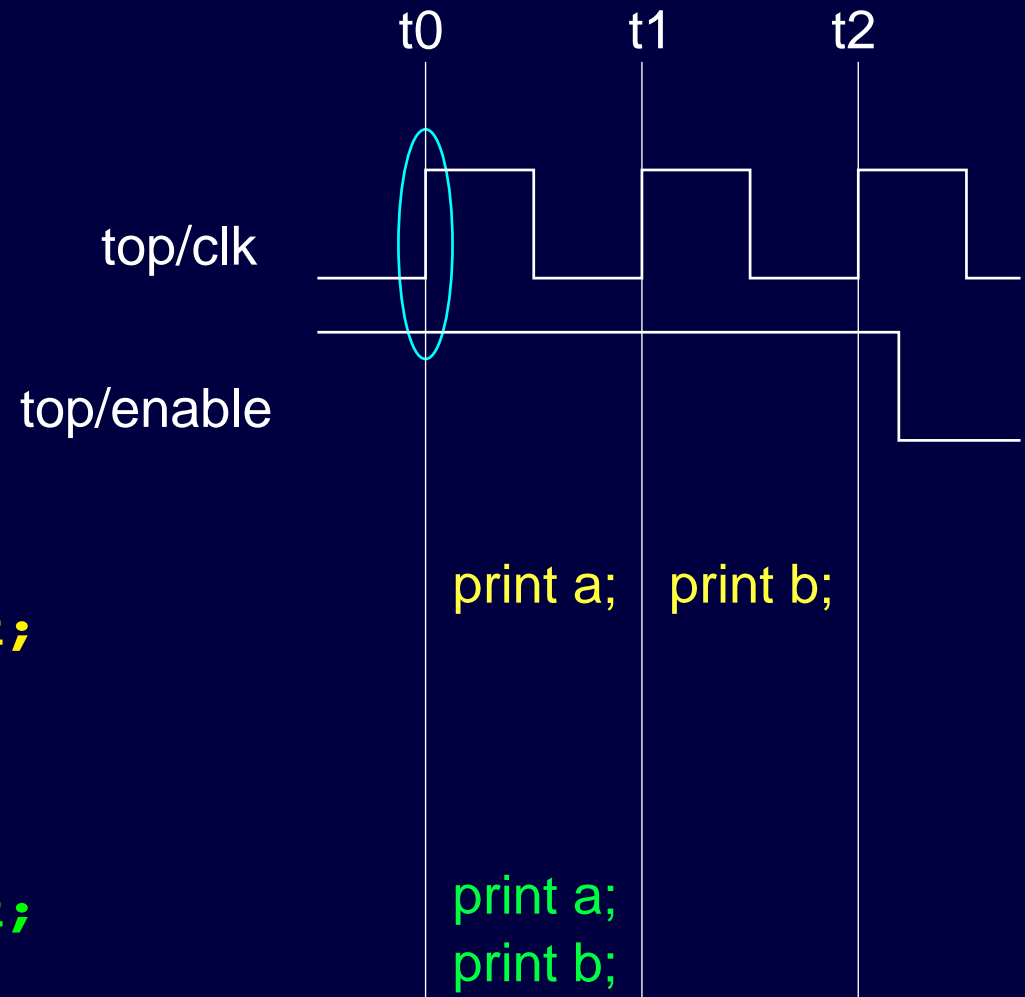 t0 t1 t2
top/clk
top/enable
print a; print b;
;
print a;
;
print b;